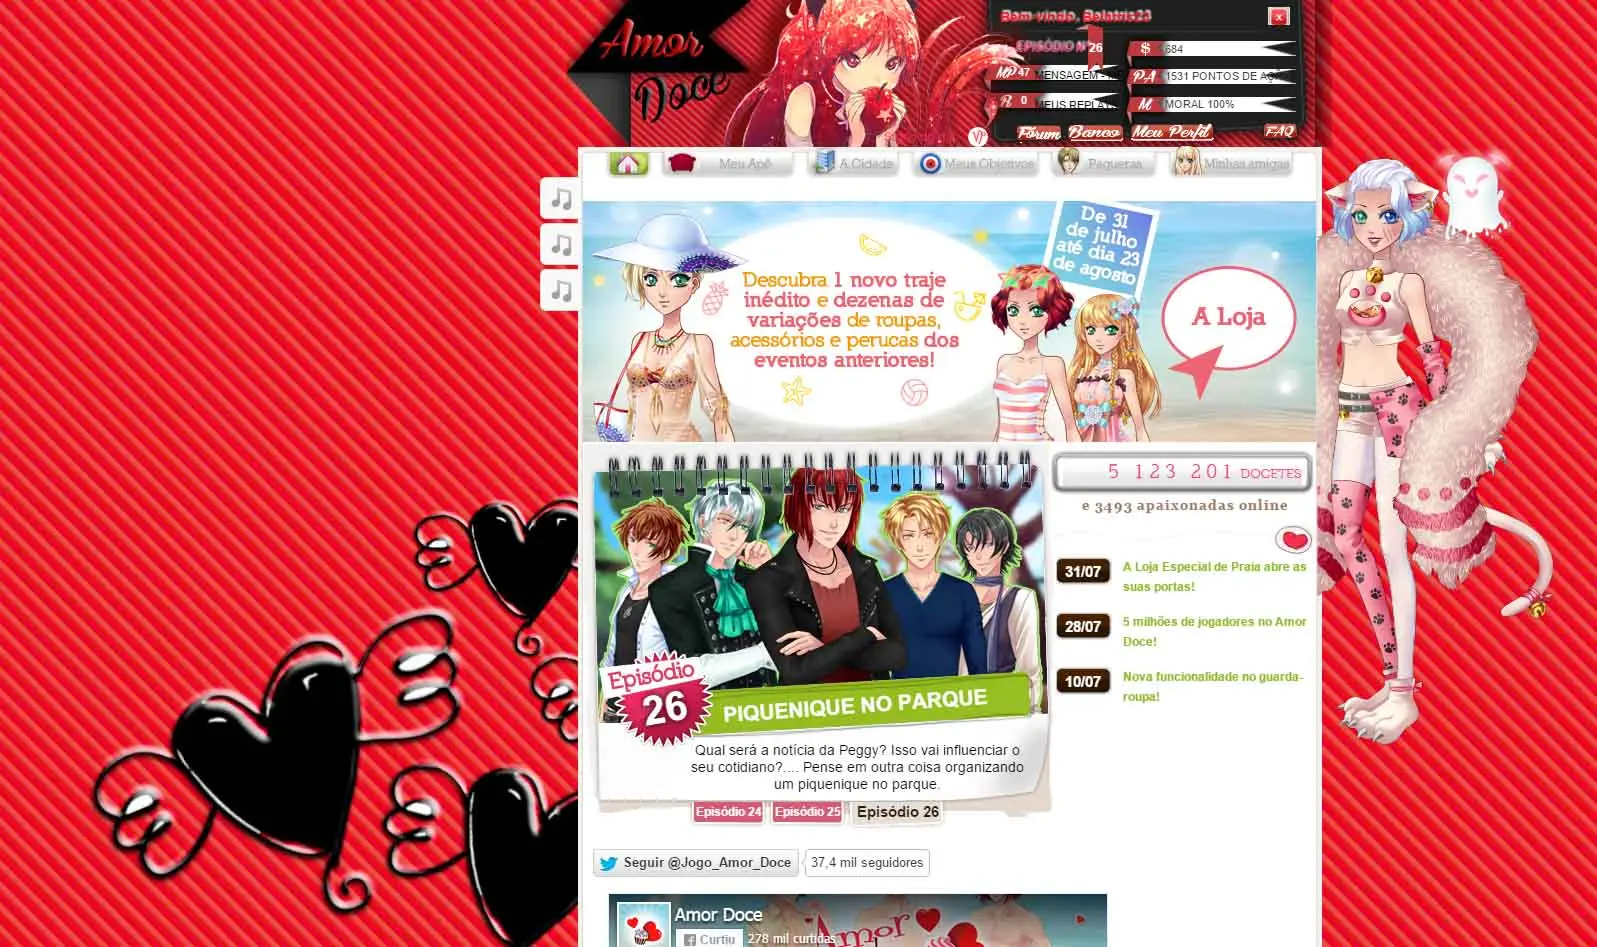 Amor
Doce
Bem-vindo, Belatris23
x
EPISÓDIO Nº 26
$ 684
MP 47 MENSAGEM -
PA 1531 PONTOS DE AÇ
R 0 MEUS REPLAY
M MORAL 100%
Fórum Banco Meu Perfil FAQ
Meu Apê A Cidade Meus Objetivos Paqueras Minhas amigas
De 31
de julho
até dia 23
de agosto
Descubra 1 novo traje
inédito e dezenas de
variações de roupas,
acessórios e perucas dos
eventos anteriores!
A Loja
5 123 201 DOCETES
e 3493 apaixonadas online
31/07 A Loja Especial de Praia abre as
suas portas!
28/07 5 milhões de jogadores no Amor
Doce!
10/07 Nova funcionalidade no guarda-
roupa!
Episódio
26
PIQUENIQUE NO PARQUE
Qual será a notícia da Peggy? Isso vai influenciar o
seu cotidiano?.... Pense em outra coisa organizando
um piquenique no parque.
Episódio 24 Episódio 25 Episódio 26
Seguir @Jogo_Amor_Doce 37,4 mil seguidores
Amor Doce
Curtiu 278 mil curtidas
Amor